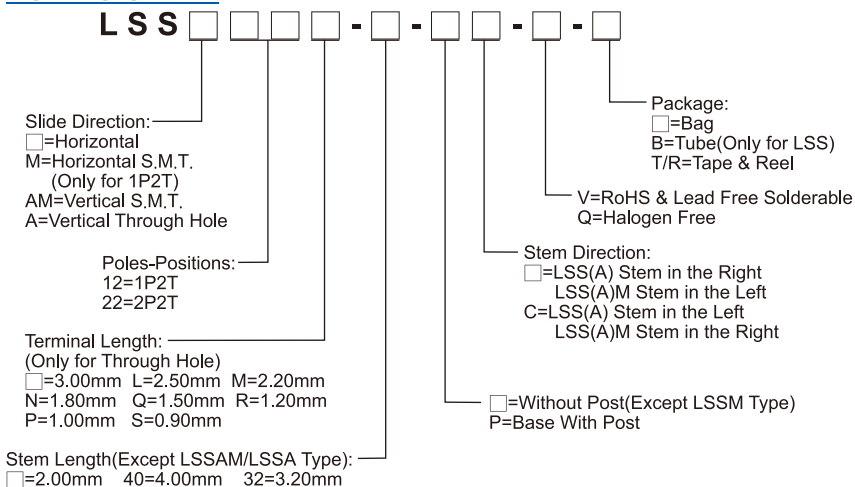 LSS□□□□-□-□□-□-□
Slide Direction:
□=Horizontal
M=Horizontal S.M.T.
(Only for 1P2T)
AM=Vertical S.M.T.
A=Vertical Through Hole
Poles-Positions:
12=1P2T
22=2P2T
Terminal Length:
(Only for Through Hole)
□=3.00mm L=2.50mm M=2.20mm
N=1.80mm Q=1.50mm R=1.20mm
P=1.00mm S=0.90mm
Stem Length(Except LSSAM/LSSA Type):
□=2.00mm 40=4.00mm 32=3.20mm
Package:
□=Bag
B=Tube(Only for LSS)
T/R=Tape & Reel
V=RoHS & Lead Free Solderable
Q=Halogen Free
Stem Direction:
□=LSS(A) Stem in the Right
LSS(A)M Stem in the Left
C=LSS(A) Stem in the Left
LSS(A)M Stem in the Right
□=Without Post(Except LSSM Type)
P=Base With Post